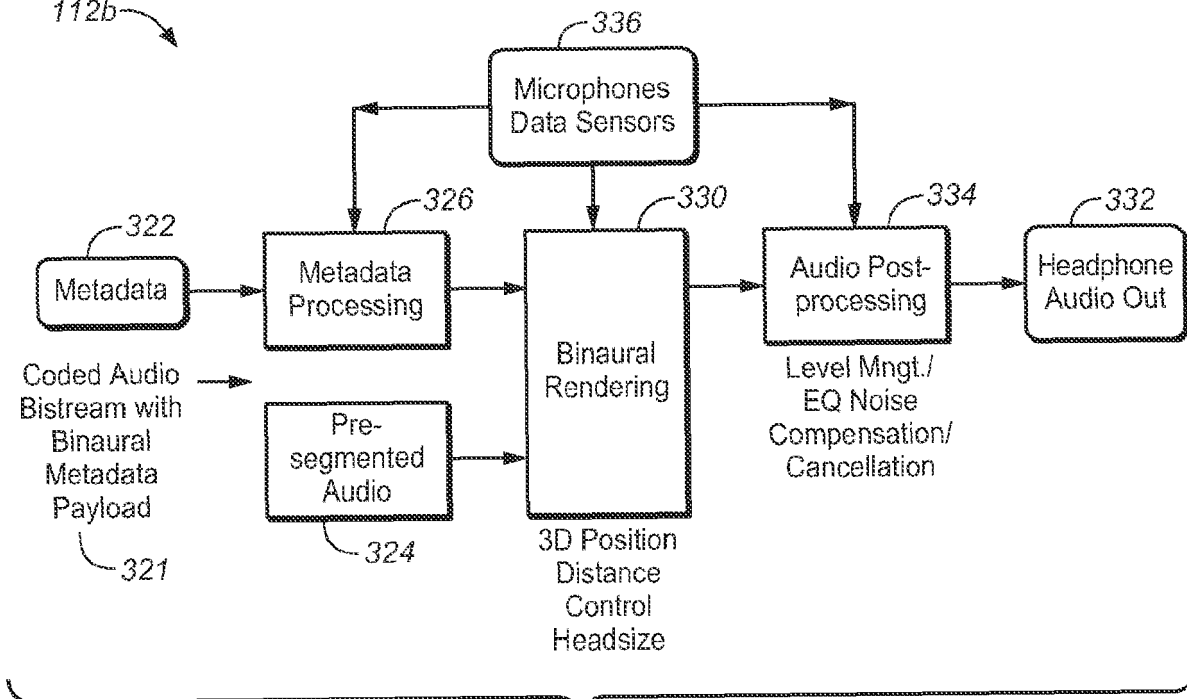 112b
336
Microphones
Data Sensors
322
326
330
334
332
Metadata
Metadata
Processing
Binaural
Rendering
Audio Post-
processing
Headphone
Audio Out
Coded Audio
Bistream with
Binaural
Metadata
Payload
321
Pre-
segmented
Audio
324
3D Position
Distance
Control
Headsize
Level Mngt./
EQ Noise
Compensation/
Cancellation